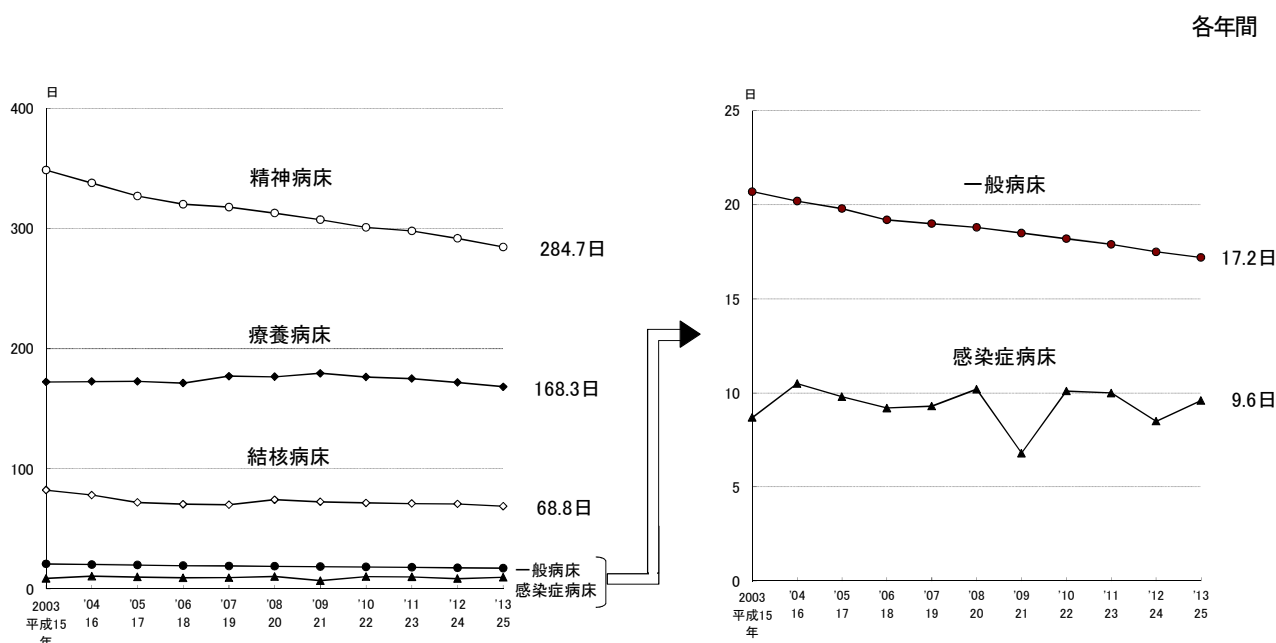 各年間
日
400
300
200
100
0
精神病床
284.7日
療養病床
168.3日
結核病床
68.8日
一般病床
感染症病床
2003 '04 '05 '06 '07 '08 '09 '10 '11 '12 '13
平成15 16 17 18 19 20 21 22 23 24 25
年
日
25
20
15
10
5
0
一般病床
17.2日
感染症病床
9.6日
2003 '04 '05 '06 '07 '08 '09 '10 '11 '12 '13
平成15 16 17 18 19 20 21 22 23 24 25
年